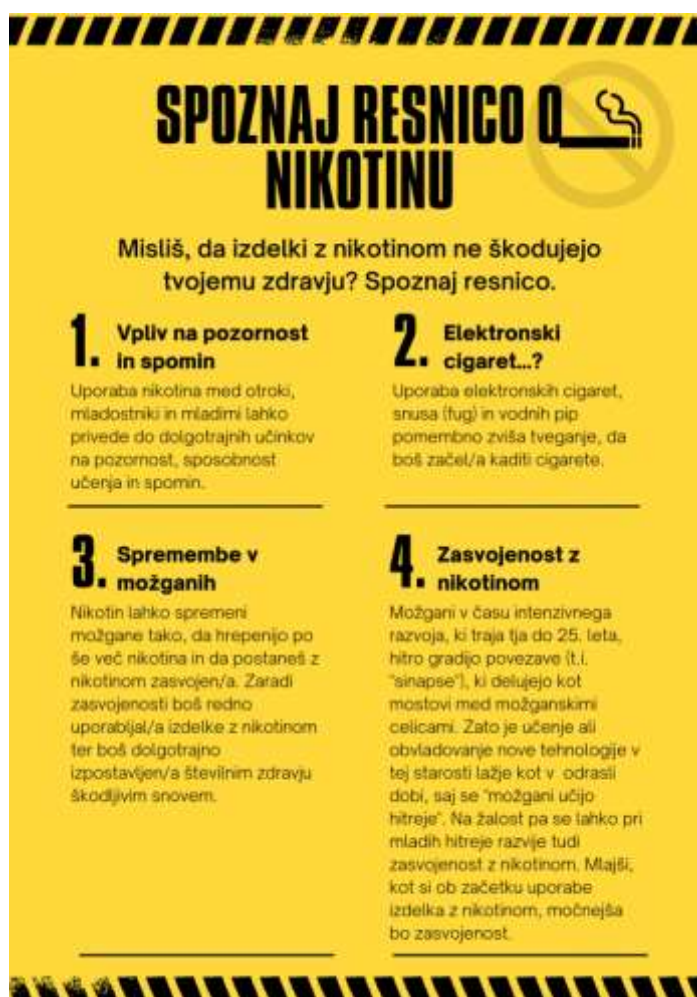 SPOZNAJ RESNICO O
NIKOTINU
Misliš, da izdelki z nikotinom ne škodujejo
tvojemu zdravju? Spoznaj resnico.
1. Vpliv na pozornost
in spomin
Uporaba nikotina med otroki,
mladostniki in mladimi lahko
privede do dolgotrajnih učinkov
na pozornost, sposobnost
učenja in spomin.
2. Elektronski
cigaret...?
Uporaba elektronskih cigaret,
snusa (fug) in vodnih pip
pomembno zviša tveganje, da
boš začel/a kaditi cigarete.
3. Spremembe v
možganih
Nikotin lahko spremeni
možgane tako, da hrepenijo po
še več nikotina in da postaneš z
nikotinom zasvojen/a. Zaradi
zasvojenosti boš redno
uporabljal/a izdelke z nikotinom
ter boš dolgotrajno
izpostavljen/a številnim zdravju
škodljivim snovem.
4. Zasvojenost z
nikotinom
Možgani v času intenzivnega
razvoja, ki traja tja do 25. leta,
hitro gradijo povezave (t.i.
"sinapse"), ki delujejo kot
mostovi med možganskimi
celicami. Zato je učenje ali
obvladovanje nove tehnologije v
tej starosti lažje kot v odrasli
dobi, saj se "možgani učijo
hitreje". Na žalost pa se lahko pri
mladih hitreje razvije tudi
zasvojenost z nikotinom. Mlajši,
kot si ob začetku uporabe
izdelka z nikotinom, močnejša
bo zasvojenost.